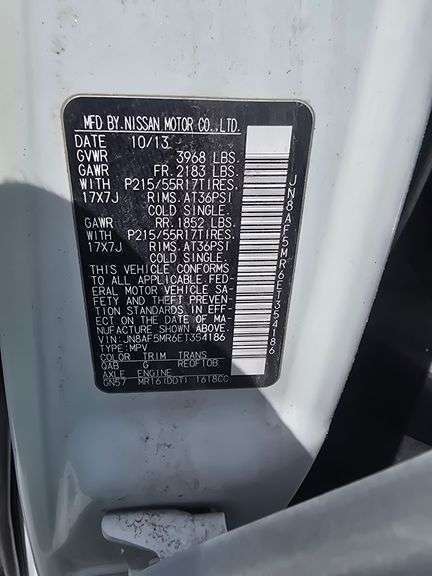 MFD BY.NISSAN MOTOR CO.,LTD.
DATE 10/13
GVWR 3968 LBS.
GAWR FR.2183 LBS.
WITH P215/55R17TIRES.
17X7J RIMS.AT36PSI
COLD SINGLE.
GAWR RR.1852 LBS.
WITH P215/55R17TIRES.
17X7J RIMS.AT36PSI
COLD SINGLE.
THIS VEHICLE CONFORMS
TO ALL APPLICABLE FED-
ERAL MOTOR VEHICLE SA-
FETY AND THEFT PREVEN-
TION STANDARDS IN EFF
ECT ON THE DATE OF MA-
NUFACTURE SHOWN ABOVE.
VIN:JN8AF5MR6ET354186
TYPE:MPV
COLOR TRIM TRANS
QAB G RE0F10B
AXLE ENGINE
GN57 MR16(DDT) 1618CC
JN8AF5MR6ET354186